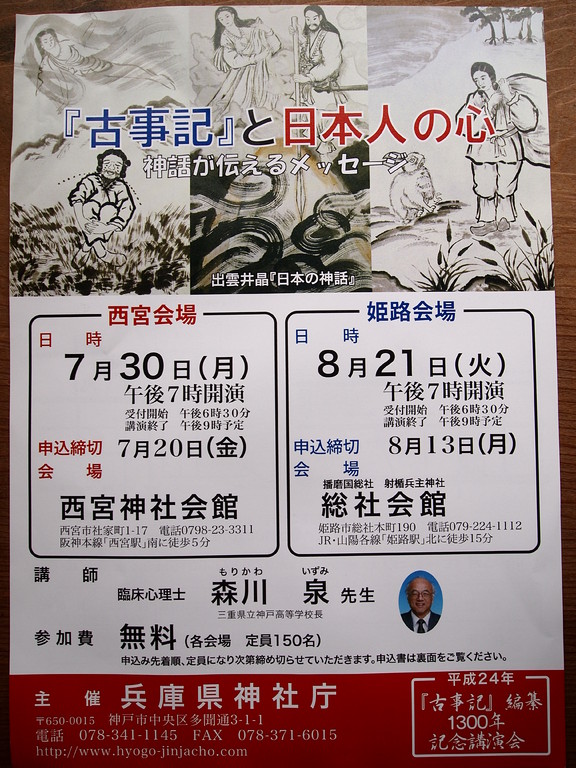 『古事記』と日本人の心
神話が伝えるメッセージ
出雲井晶『日本の神話』
西宮会場
日時
7月30日(月)
午後7時開演
受付開始 午後6時30分
講演終了 午後9時予定
申込締切 7月20日(金)
会場
西宮神社会館
西宮市社家町1-17 電話0798-23-3311
阪神本線「西宮駅」南に徒歩5分
姫路会場
日時
8月21日(火)
午後7時開演
受付開始 午後6時30分
講演終了 午後9時予定
申込締切 8月13日(月)
会場
播磨国総社 射楯兵主神社
総社会館
姫路市総社本町190 電話079-224-1112
JR・山陽各線「姫路駅」北に徒歩15分
もりかわ いずみ
講師 臨床心理士 森川 泉 先生
三重県立神戸高等学校長
参加費 無料(各会場 定員150名)
申込み先着順、定員になり次第締め切らせていただきます。申込書は裏面をご覧ください。
主催 兵庫県神社庁
〒650-0015 神戸市中央区多聞通3-1-1
電話 078-341-1145 FAX 078-371-6015
http://www.hyogo-jinjacho.com
平成24年
『古事記』編纂
1300年
記念講演会